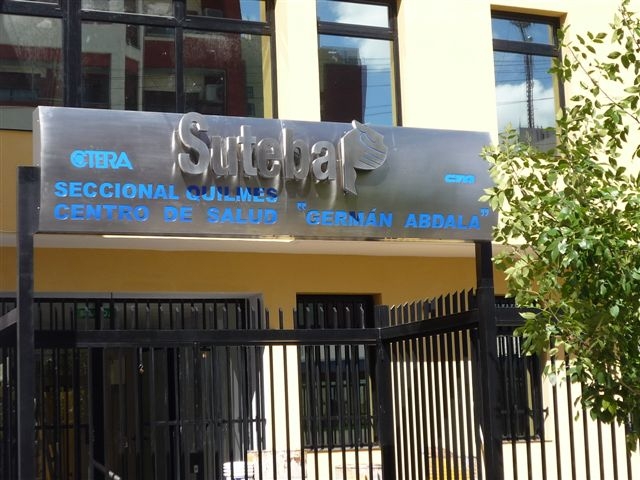 CTERA
Suteba
CTA
SECCIONAL QUILMES
CENTRO DE SALUD "GERMÁN ABDALA"